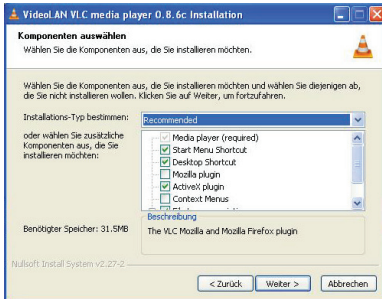 VideoLAN VLC media player 0.8.6c Installation
Komponenten auswählen
Wählen Sie die Komponenten aus, die Sie installieren möchten.
Wählen Sie die Komponenten aus, die Sie installieren möchten und wählen Sie diejenigen ab,
die Sie nicht installieren wollen. Klicken Sie auf Weiter, um fortzufahren.
Installations-Typ bestimmen:
Recommended
oder wählen Sie zusätzliche
Komponenten aus, die Sie
installieren möchten:
Media player (required)
Start Menu Shortcut
Desktop Shortcut
Mozilla plugin
ActiveX plugin
Context Menus
Benötigter Speicher: 31.5MB
Beschreibung
The VLC Mozilla and Mozilla Firefox plugin
Nullsoft Install System v2.27-2
< Zurück
Weiter >
Abbrechen